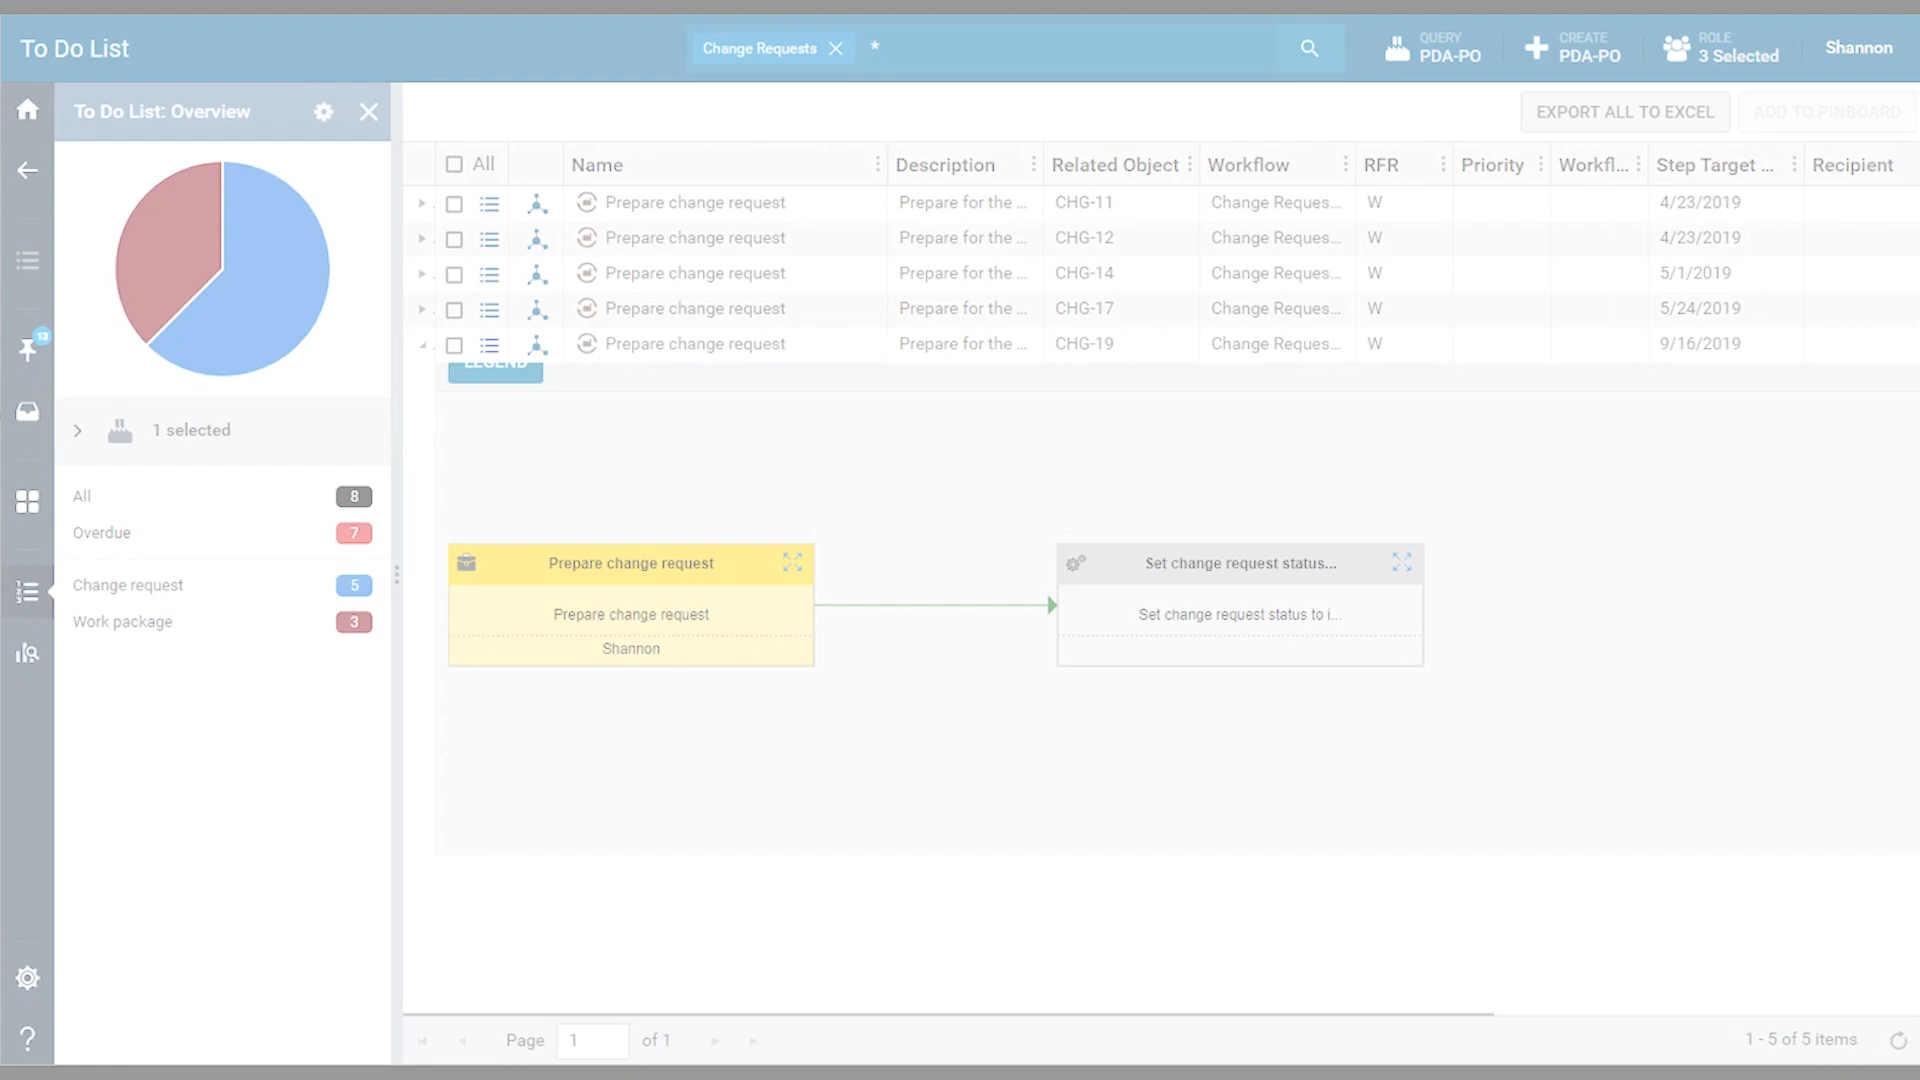 To Do List
Change Requests
*
QUERY
PDA-PO
CREATE
PDA-PO
ROLE
3 Selected
Shannon
To Do List: Overview
EXPORT ALL TO EXCEL
ADD TO PINBOARD
All Name Description Related Object Workflow RFR Priority Workfl... Step Target ... Recipient
Prepare change request Prepare for the ... CHG-11 Change Reques... W 4/23/2019
Prepare change request Prepare for the ... CHG-12 Change Reques... W 4/23/2019
Prepare change request Prepare for the ... CHG-14 Change Reques... W 5/1/2019
Prepare change request Prepare for the ... CHG-17 Change Reques... W 5/24/2019
Prepare change request Prepare for the ... CHG-19 Change Reques... W 9/16/2019
LEGEND
13
1 selected
All 8
Overdue 7
Change request 5
Work package 3
Prepare change request
Prepare change request
Shannon
Set change request status...
Set change request status to i...
Page 1 of 1
1 - 5 of 5 items